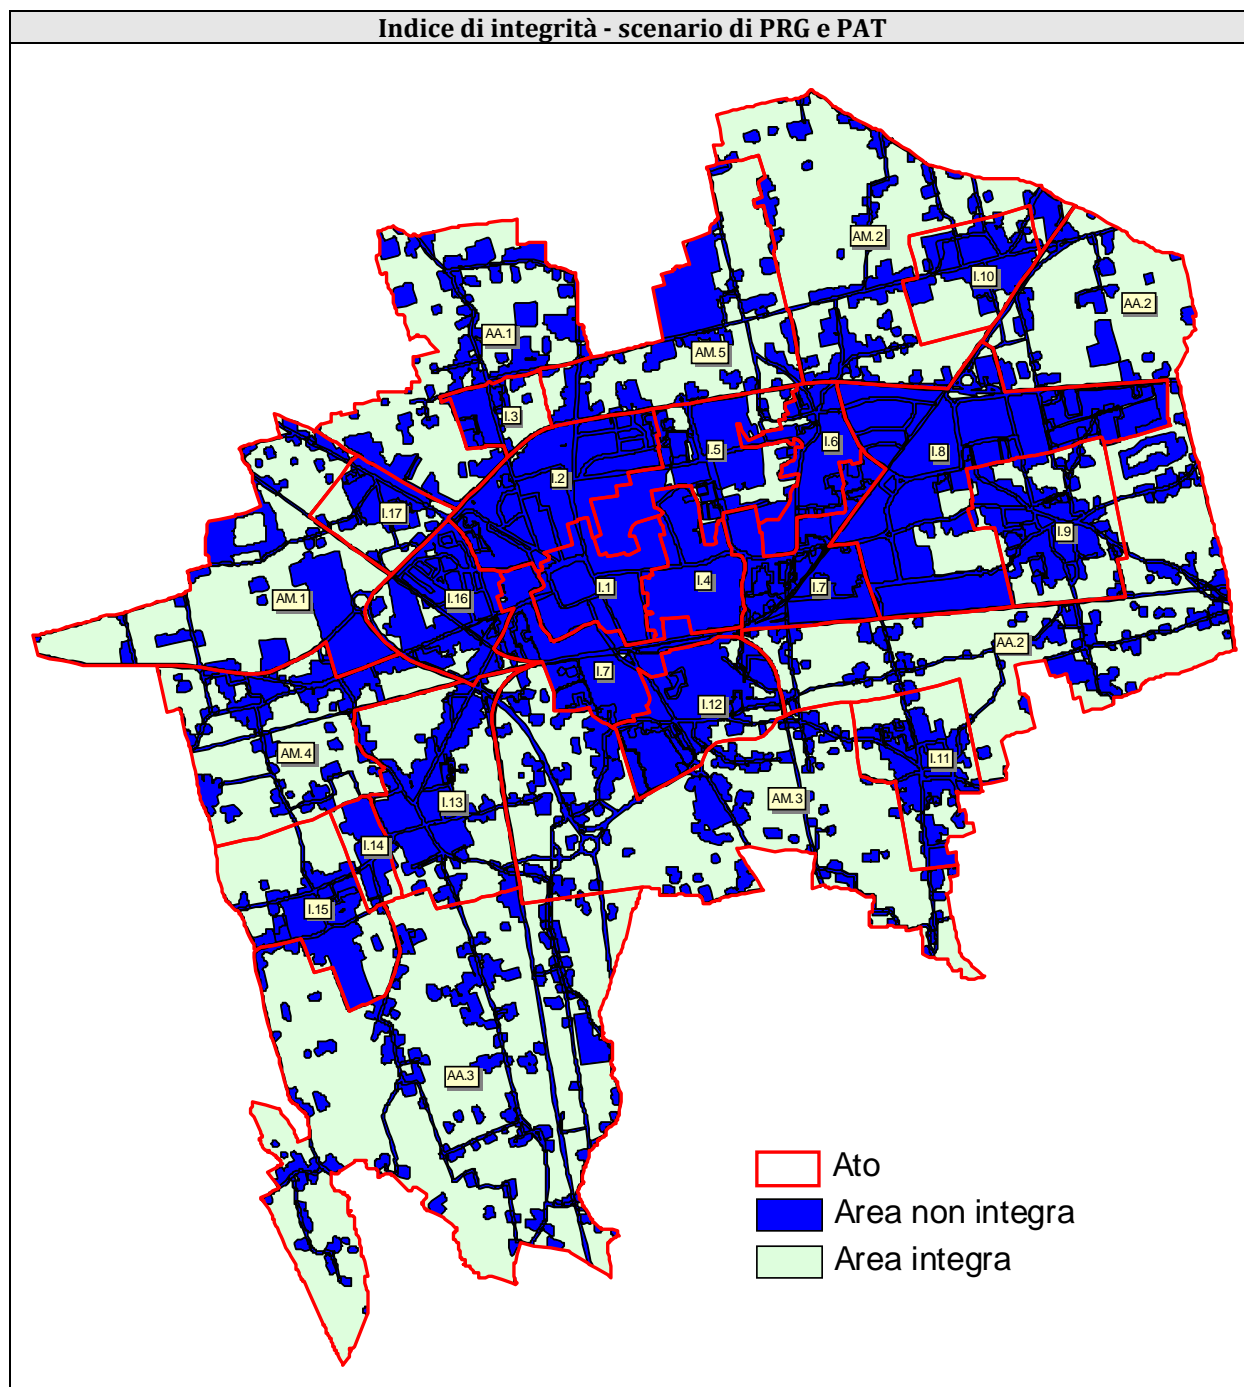 Indice di integrità - scenario di PRG e PAT
AM.2
I.10
AA.2
AA.1
AM.5
I.3
I.6
I.5
I.8
I.2
I.17
I.9
I.4
I.1
I.7
I.16
AM.1
AA.2
I.7
I.12
AM.4
I.11
I.13
AM.3
I.14
I.15
AA.3
Ato
Area non integra
Area integra